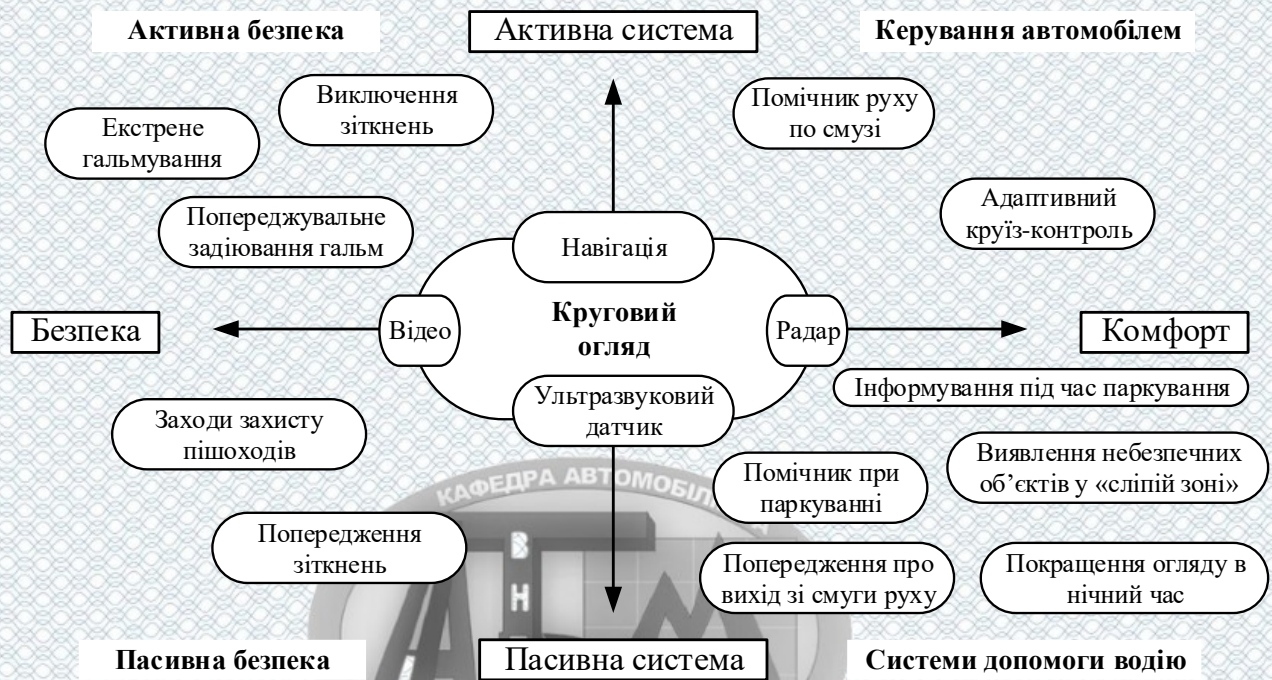 Активна безпека
Активна система
Керування автомобілем
Виключення
зіткнень
Помічник руху
по смузі
Екстрене
гальмування
Попереджувальне
задіювання гальм
Адаптивний
круїз-контроль
Навігація
Безпека
Відео
Круговий
огляд
Радар
Комфорт
Інформування під час паркування
Ультразвуковий
датчик
Заходи захисту
пішоходів
Помічник при
паркуванні
Виявлення небезпечних
об’єктів у «сліпій зоні»
КАФЕДРА
Попередження
зіткнень
Попередження про
вихід зі смуги руху
Покращення огляду в
нічний час
Пасивна безпека
Пасивна система
Системи допомоги водію